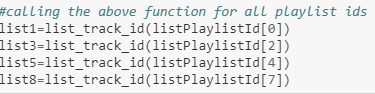 #calling the above function for all playlist ids
list1=list_track_id(listPlaylistId[0])
list3=list_track_id(listPlaylistId[2])
list5=list_track_id(listPlaylistId[4])
list8=list_track_id(listPlaylistId[7])